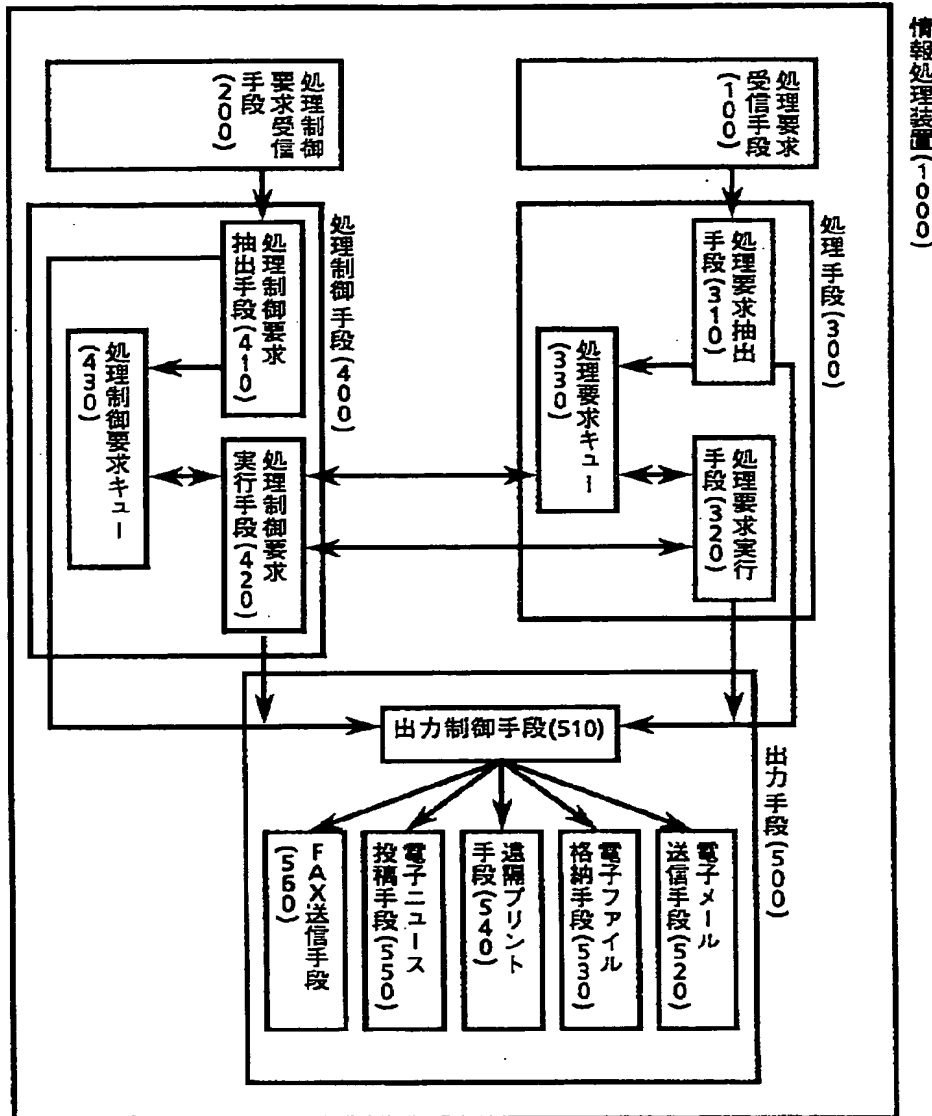 情報処理装置(1000)
処理要求
受信手段
(100)
処理手段(300)
処理要求抽出
手段(310)
処理要求キュー
(330)
処理要求実行
手段(320)
処理制御
要求受信
手段
(200)
処理制御手段(400)
処理制御要求
抽出手段(410)
処理制御要求キュー
(430)
処理制御要求
実行手段(420)
出力手段(500)
出力制御手段(510)
電子メール
送信手段(520)
電子ファイル
格納手段(530)
遠隔プリント
手段(540)
電子ニュース
投稿手段(550)
FAX送信手段
(560)